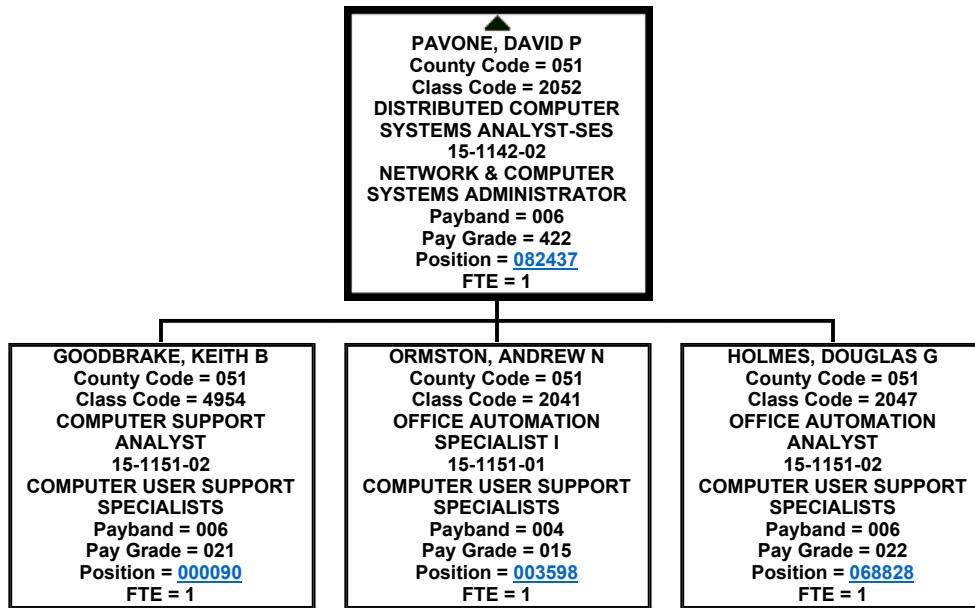 PAVONE, DAVID P
County Code = 051
Class Code = 2052
DISTRIBUTED COMPUTER
SYSTEMS ANALYST-SES
15-1142-02
NETWORK & COMPUTER
SYSTEMS ADMINISTRATOR
Payband = 006
Pay Grade = 422
Position = 082437
FTE = 1
GOODBRAKE, KEITH B
County Code = 051
Class Code = 4954
COMPUTER SUPPORT
ANALYST
15-1151-02
COMPUTER USER SUPPORT
SPECIALISTS
Payband = 006
Pay Grade = 021
Position = 000090
FTE = 1
ORMSTON, ANDREW N
County Code = 051
Class Code = 2041
OFFICE AUTOMATION
SPECIALIST I
15-1151-01
COMPUTER USER SUPPORT
SPECIALISTS
Payband = 004
Pay Grade = 015
Position = 003598
FTE = 1
HOLMES, DOUGLAS G
County Code = 051
Class Code = 2047
OFFICE AUTOMATION
ANALYST
15-1151-02
COMPUTER USER SUPPORT
SPECIALISTS
Payband = 006
Pay Grade = 022
Position = 068828
FTE = 1